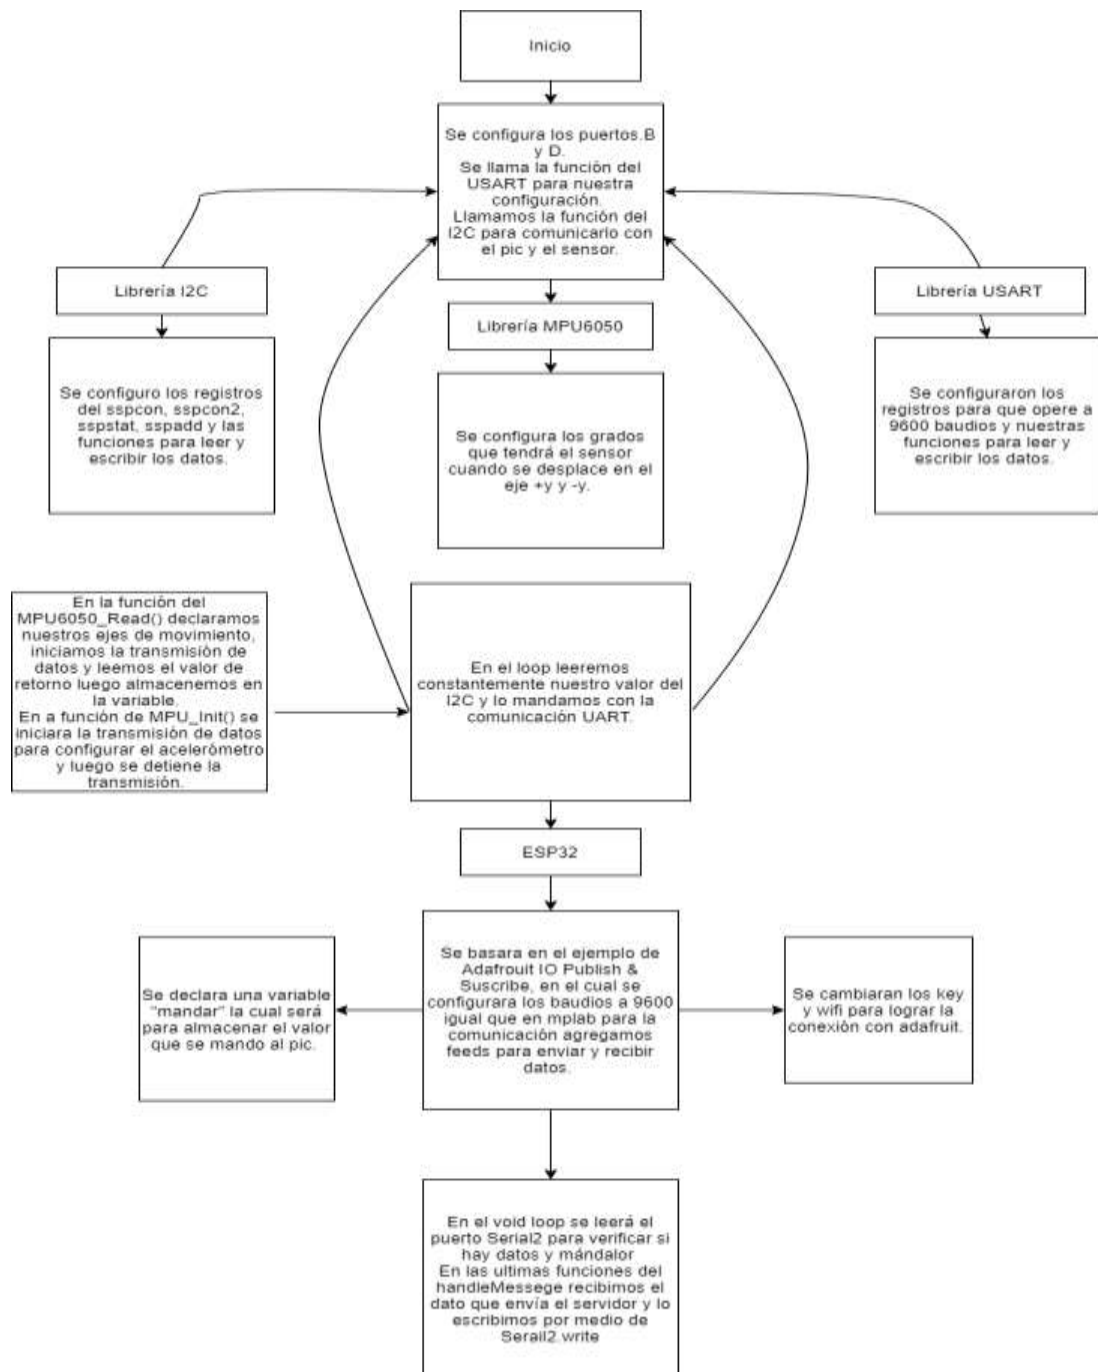 Inicio
Se configura los puertos.B
y D.
Se llama la función del
USART para nuestra
configuración.
Llamamos la función del
I2C para comunicarlo con
el pic y el sensor.
Librería I2C
Librería MPU6050
Librería USART
Se configuro los registros
del sspcon, sspcon2,
sspstat, sspadd y las
funciones para leer y
escribir los datos.
Se configura los grados
que tendrá el sensor
cuando se desplace en el
eje +y y -y.
Se configuraron los
registros para que opere a
9600 baudios y nuestras
funciones para leer y
escribir los datos.
En la función del
MPU6050_Read() declaramos
nuestros ejes de movimiento,
iniciamos la transmisión de
datos y leemos el valor de
retorno luego almacenemos en
la variable.
En a función de MPU_Init() se
iniciara la transmisión de datos
para configurar el acelerómetro
y luego se detiene la
transmisión.
En el loop leeremos
constantemente nuestro valor del
I2C y lo mandamos con la
comunicación UART.
ESP32
Se declara una variable
"mandar" la cual será
para almacenar el valor
que se mando al pic.
Se basara en el ejemplo de
Adafrouit IO Publish &
Suscribe, en el cual se
configurara los baudios a 9600
igual que en mplab para la
comunicación agregamos
feeds para enviar y recibir
datos.
Se cambiaran los key
y wifi para lograr la
conexión con adafruit.
En el void loop se leerá el
puerto Serial2 para verificar si
hay datos y mándalor
En las ultimas funciones del
handleMessege recibimos el
dato que envía el servidor y lo
escribimos por medio de
Serail2.write